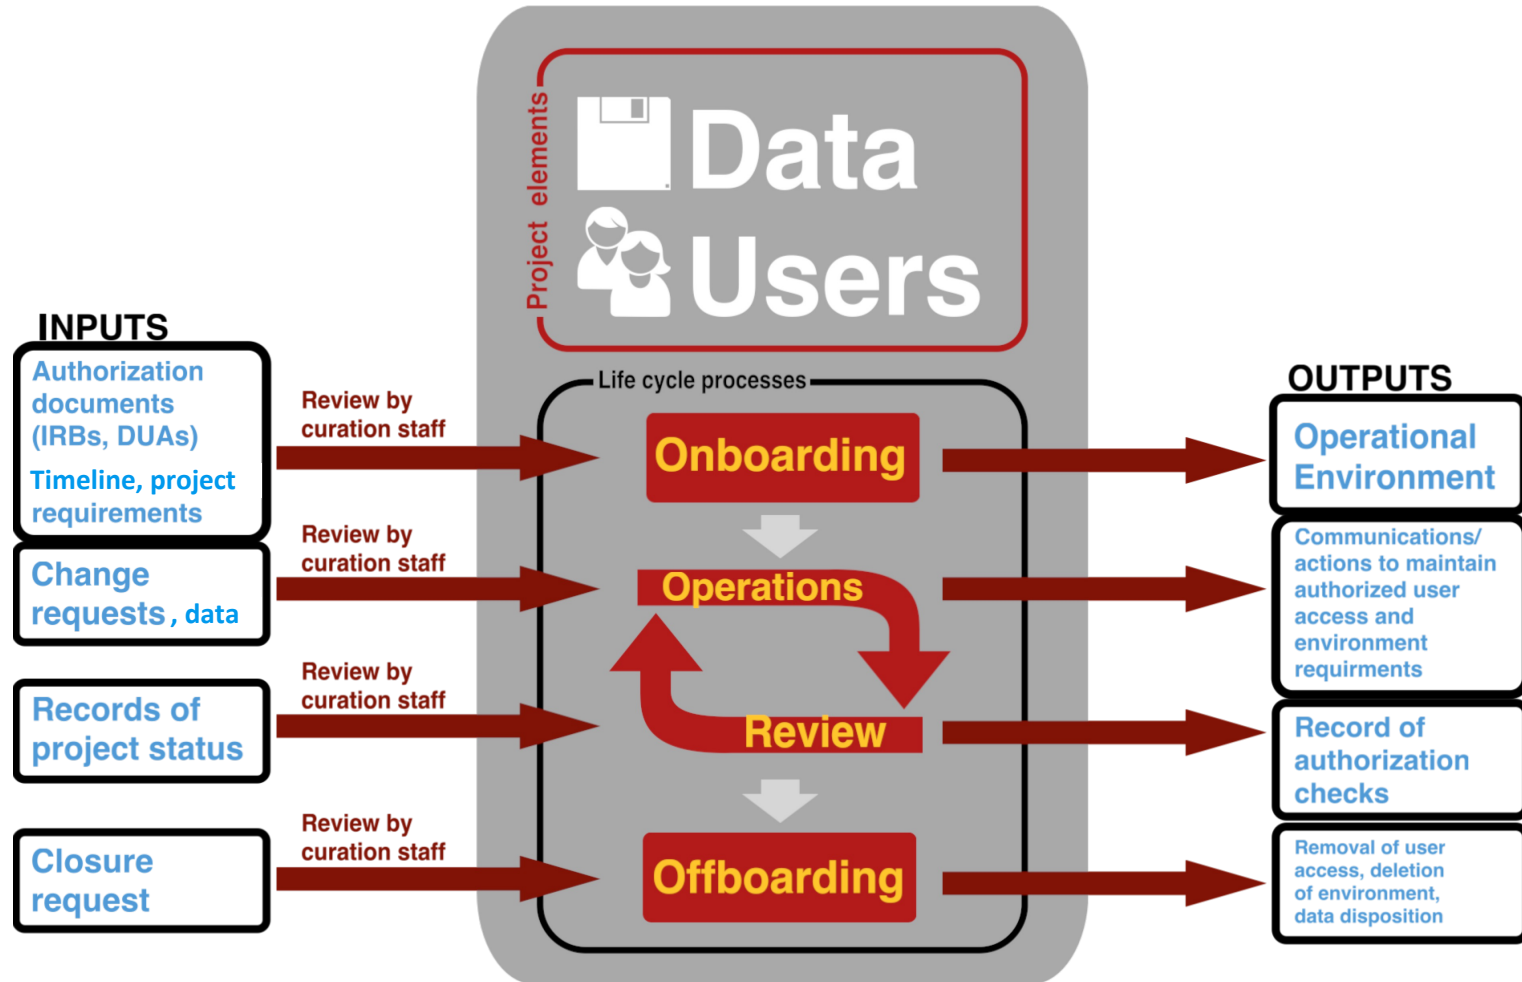 Project elements
Data
Users
INPUTS
Authorization
documents
(IRBs, DUAs)
Timeline, project
requirements
Change
requests , data
Records of
project status
Closure
request
Review by
curation staff
Review by
curation staff
Review by
curation staff
Review by
curation staff
Life cycle processes
Onboarding
Operations
Review
Offboarding
OUTPUTS
Operational
Environment
Communications/
actions to maintain
authorized user
access and
environment
requirments
Record of
authorization
checks
Removal of user
access, deletion
of environment,
data disposition